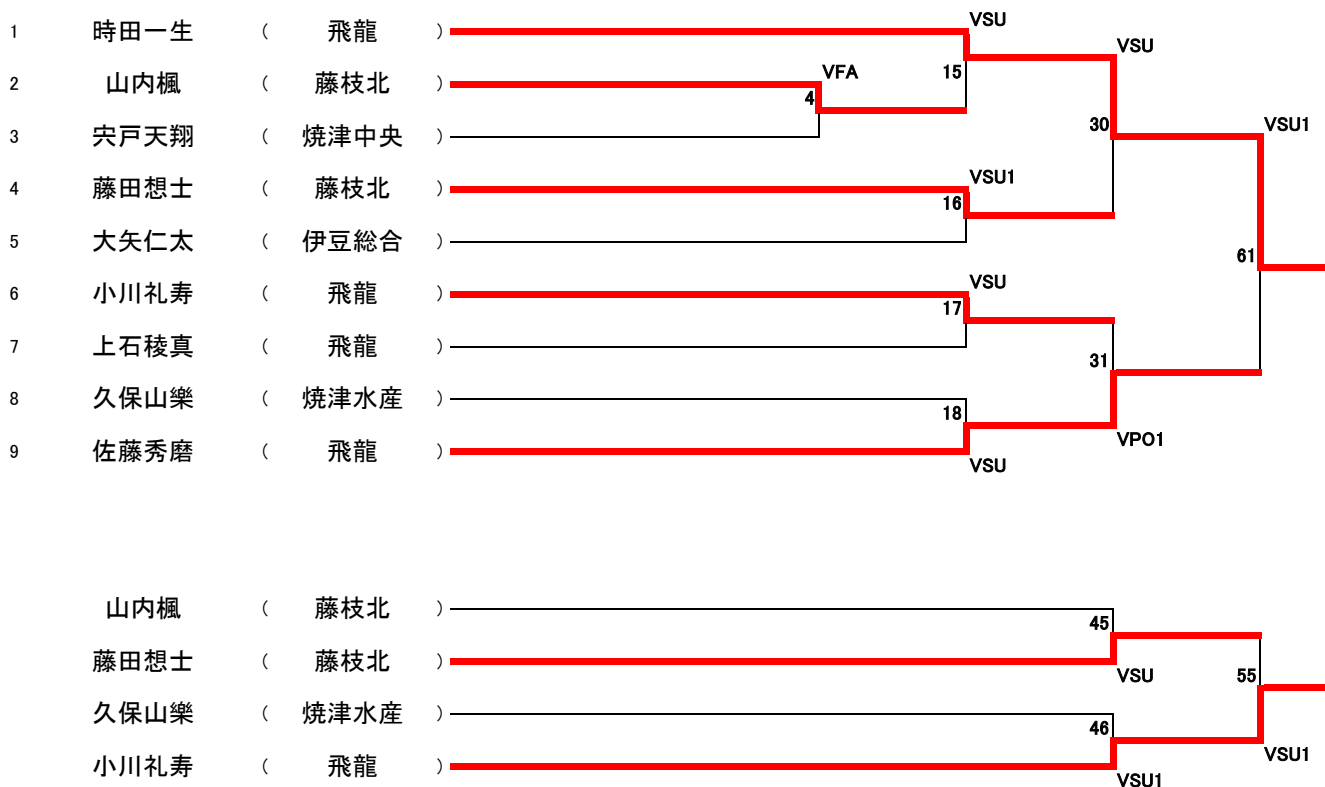 VSU
1 時田一生 ( 飛龍 )
VSU
2 山内楓 ( 藤枝北 ) VFA 15
4
30 VSU1
3 宍戸天翔 ( 焼津中央 )
4 藤田想士 ( 藤枝北 ) VSU1
16
5 大矢仁太 ( 伊豆総合 )
61
6 小川礼寿 ( 飛龍 ) VSU
17
7 上石稜真 ( 飛龍 )
31
8 久保山樂 ( 焼津水産 )
18
VPO1
9 佐藤秀磨 ( 飛龍 )
VSU
山内楓 ( 藤枝北 )
45
藤田想士 ( 藤枝北 )
VSU 55
久保山樂 ( 焼津水産 )
46
VSU1
小川礼寿 ( 飛龍 )
VSU1